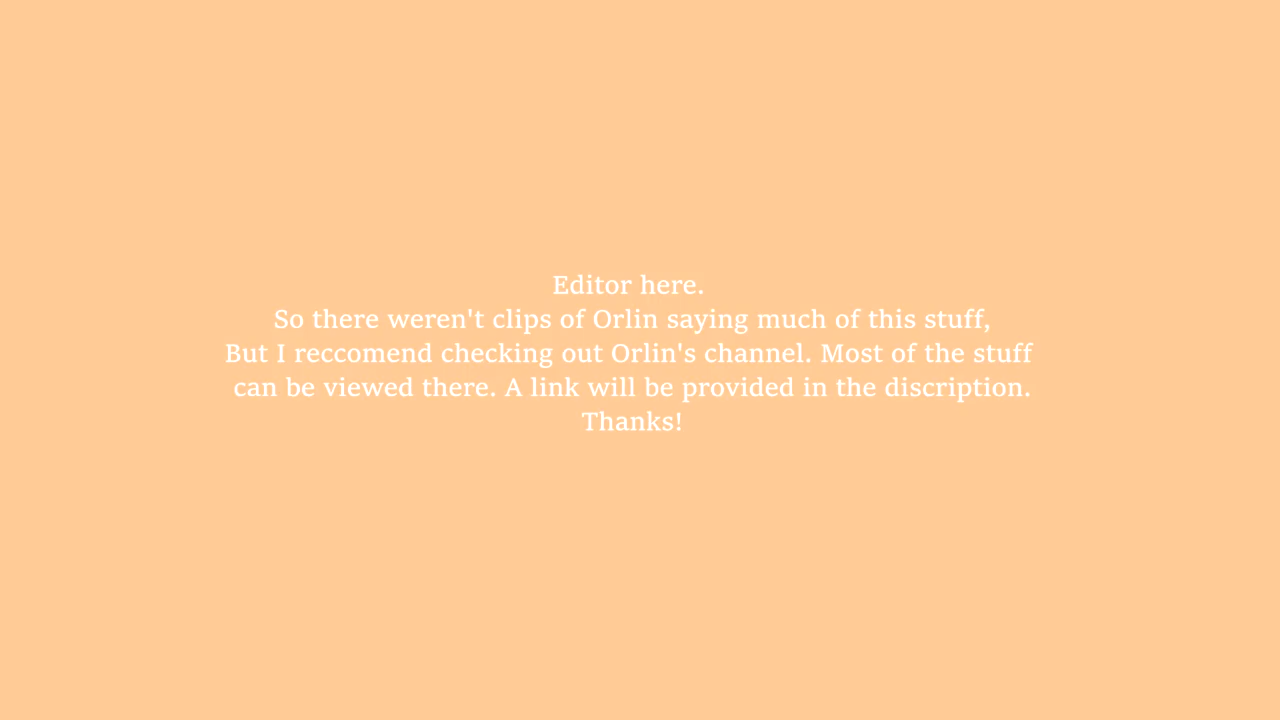 Editor here.
So there weren't clips of Orlin saying much of this stuff,
But I reccomend checking out Orlin's channel. Most of the stuff
can be viewed there. A link will be provided in the discription.
Thanks!